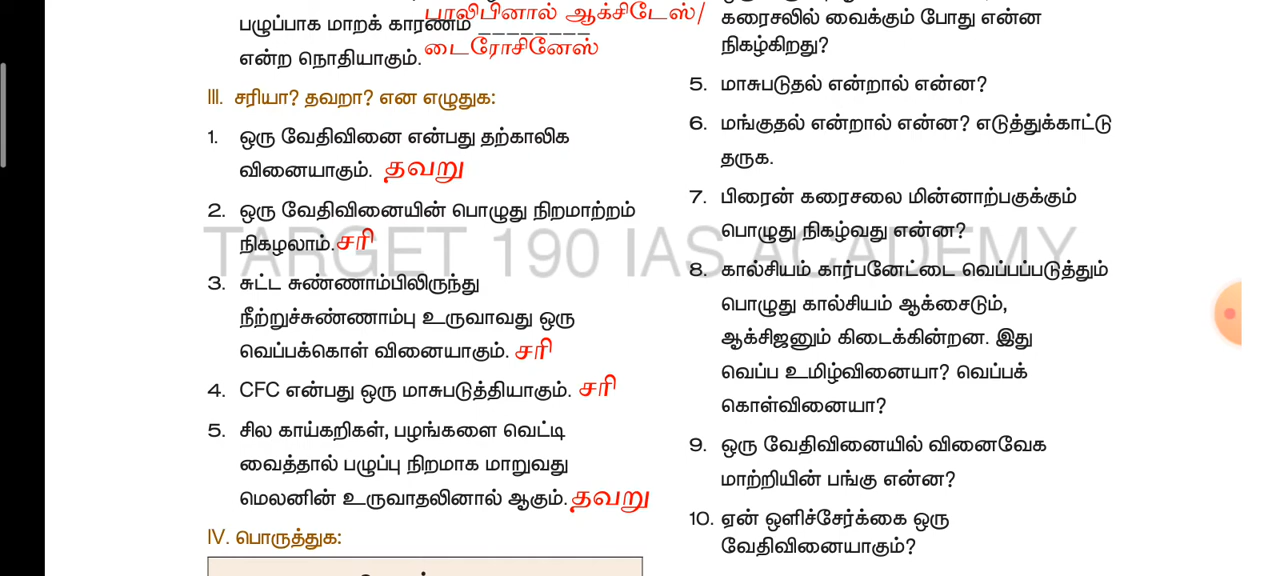 பழுப்பாக மாறக் காரணம் பாலிபினால் ஆக்சிடேஸ்/
என்ற நொதியாகும். டைரோசினேஸ்
III. சரியா? தவறா? என எழுதுக:
1. ஒரு வேதிவினை என்பது தற்காலிக
வினையாகும். தவறு
2. ஒரு வேதிவினையின் பொழுது நிறமாற்றம்
நிகழலாம். சரி
3. சுட்ட சுண்ணாம்பிலிருந்து
நீற்றுச்சுண்ணாம்பு உருவாவது ஒரு
வெப்பக்கொள் வினையாகும். சரி
4. CFC என்பது ஒரு மாசுபடுத்தியாகும். சரி
5. சில காய்கறிகள், பழங்களை வெட்டி
வைத்தால் பழுப்பு நிறமாக மாறுவது
மெலனின் உருவாதலினால் ஆகும். தவறு
IV. பொருத்துக:
கரைசலில் வைக்கும் போது என்ன
நிகழ்கிறது?
5. மாசுபடுதல் என்றால் என்ன?
6. மங்குதல் என்றால் என்ன? எடுத்துக்காட்டு
தருக.
7. பிரைன் கரைசலை மின்னாற்பகுக்கும்
பொழுது நிகழ்வது என்ன?
8. கால்சியம் கார்பனேட்டை வெப்பப்படுத்தும்
பொழுது கால்சியம் ஆக்சைடும்,
ஆக்சிஜனும் கிடைக்கின்றன. இது
வெப்ப உமிழ்வினையா? வெப்பக்
கொள்வினையா?
9. ஒரு வேதிவினையில் வினைவேக
மாற்றியின் பங்கு என்ன?
10. ஏன் ஒளிச்சேர்க்கை ஒரு
வேதிவினையாகும்?
TARGET 190 IAS ACADEMY